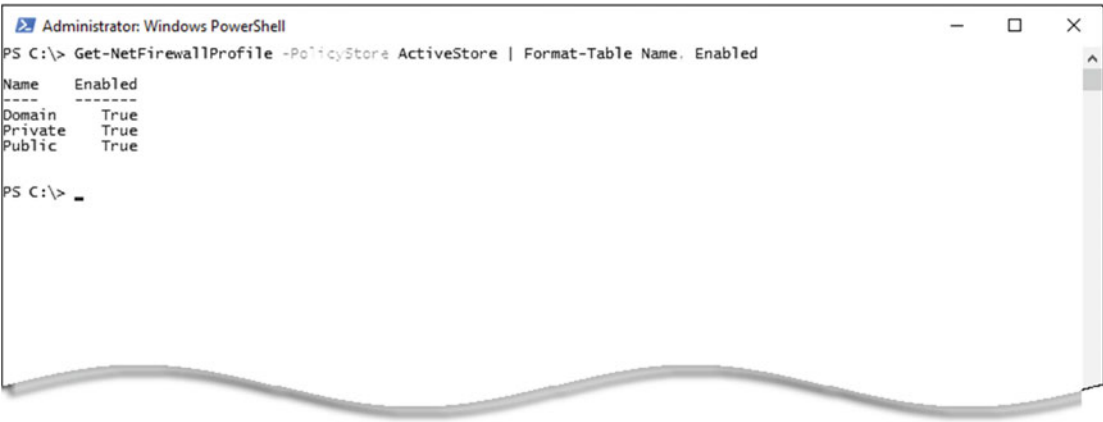 Administrator: Windows PowerShell
PS C:\> Get-NetFirewallProfile -PolicyStore ActiveStore | Format-Table Name, Enabled
Name Enabled
---- -------
Domain True
Private True
Public True
PS C:\> _